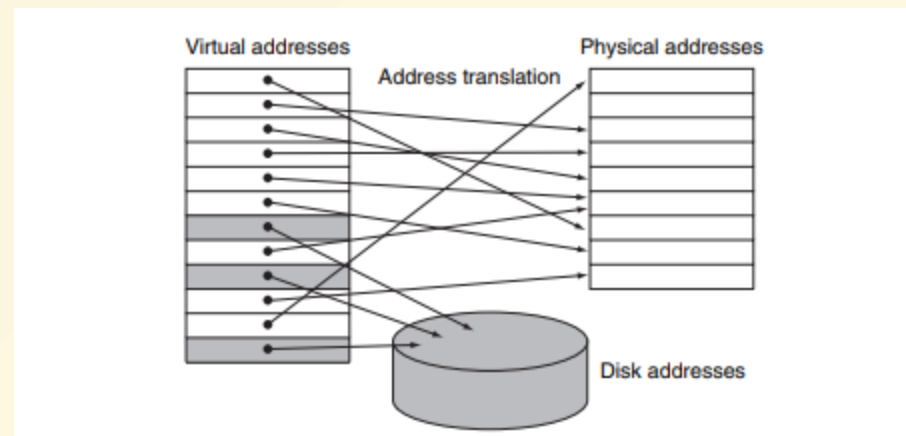 Virtual addresses
Physical addresses
Address translation
Disk addresses